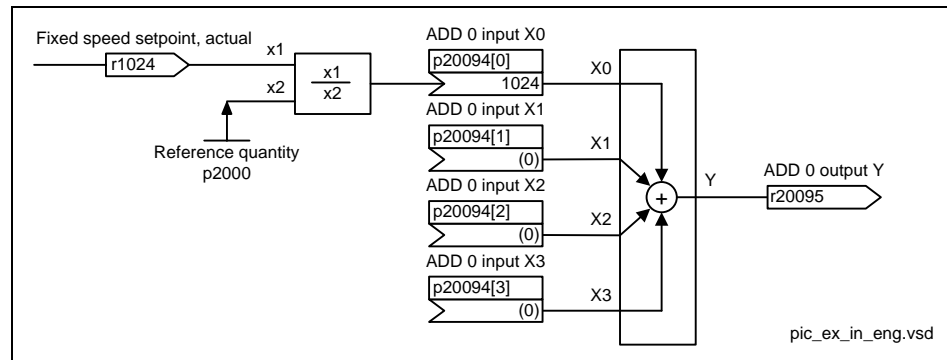 Fixed speed setpoint, actual
r1024
x1
x2
x1
x2
Reference quantity
p2000
ADD 0 input X0
p20094[0]
1024
X0
ADD 0 input X1
p20094[1]
(0)
X1
ADD 0 input X2
p20094[2]
(0)
X2
ADD 0 input X3
p20094[3]
(0)
X3
+
Y
ADD 0 output Y
r20095
pic_ex_in_eng.vsd